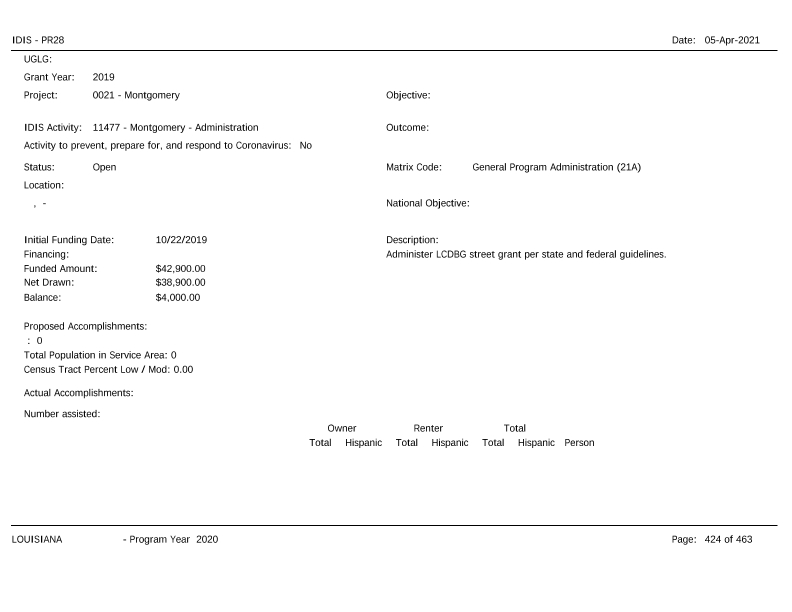 IDIS - PR28 Date: 05-Apr-2021
UGLG:
Grant Year: 2019
Project: 0021 - Montgomery Objective:
IDIS Activity: 11477 - Montgomery - Administration Outcome:
Activity to prevent, prepare for, and respond to Coronavirus: No
Status: Open Matrix Code: General Program Administration (21A)
Location:
, - National Objective:
Initial Funding Date: 10/22/2019 Description:
Financing: Administer LCDBG street grant per state and federal guidelines.
Funded Amount: $42,900.00
Net Drawn: $38,900.00
Balance: $4,000.00
Proposed Accomplishments:
: 0
Total Population in Service Area: 0
Census Tract Percent Low / Mod: 0.00
Actual Accomplishments:
Number assisted:
Owner Renter Total
Total Hispanic Total Hispanic Total Hispanic Person
LOUISIANA - Program Year 2020 Page: 424 of 463